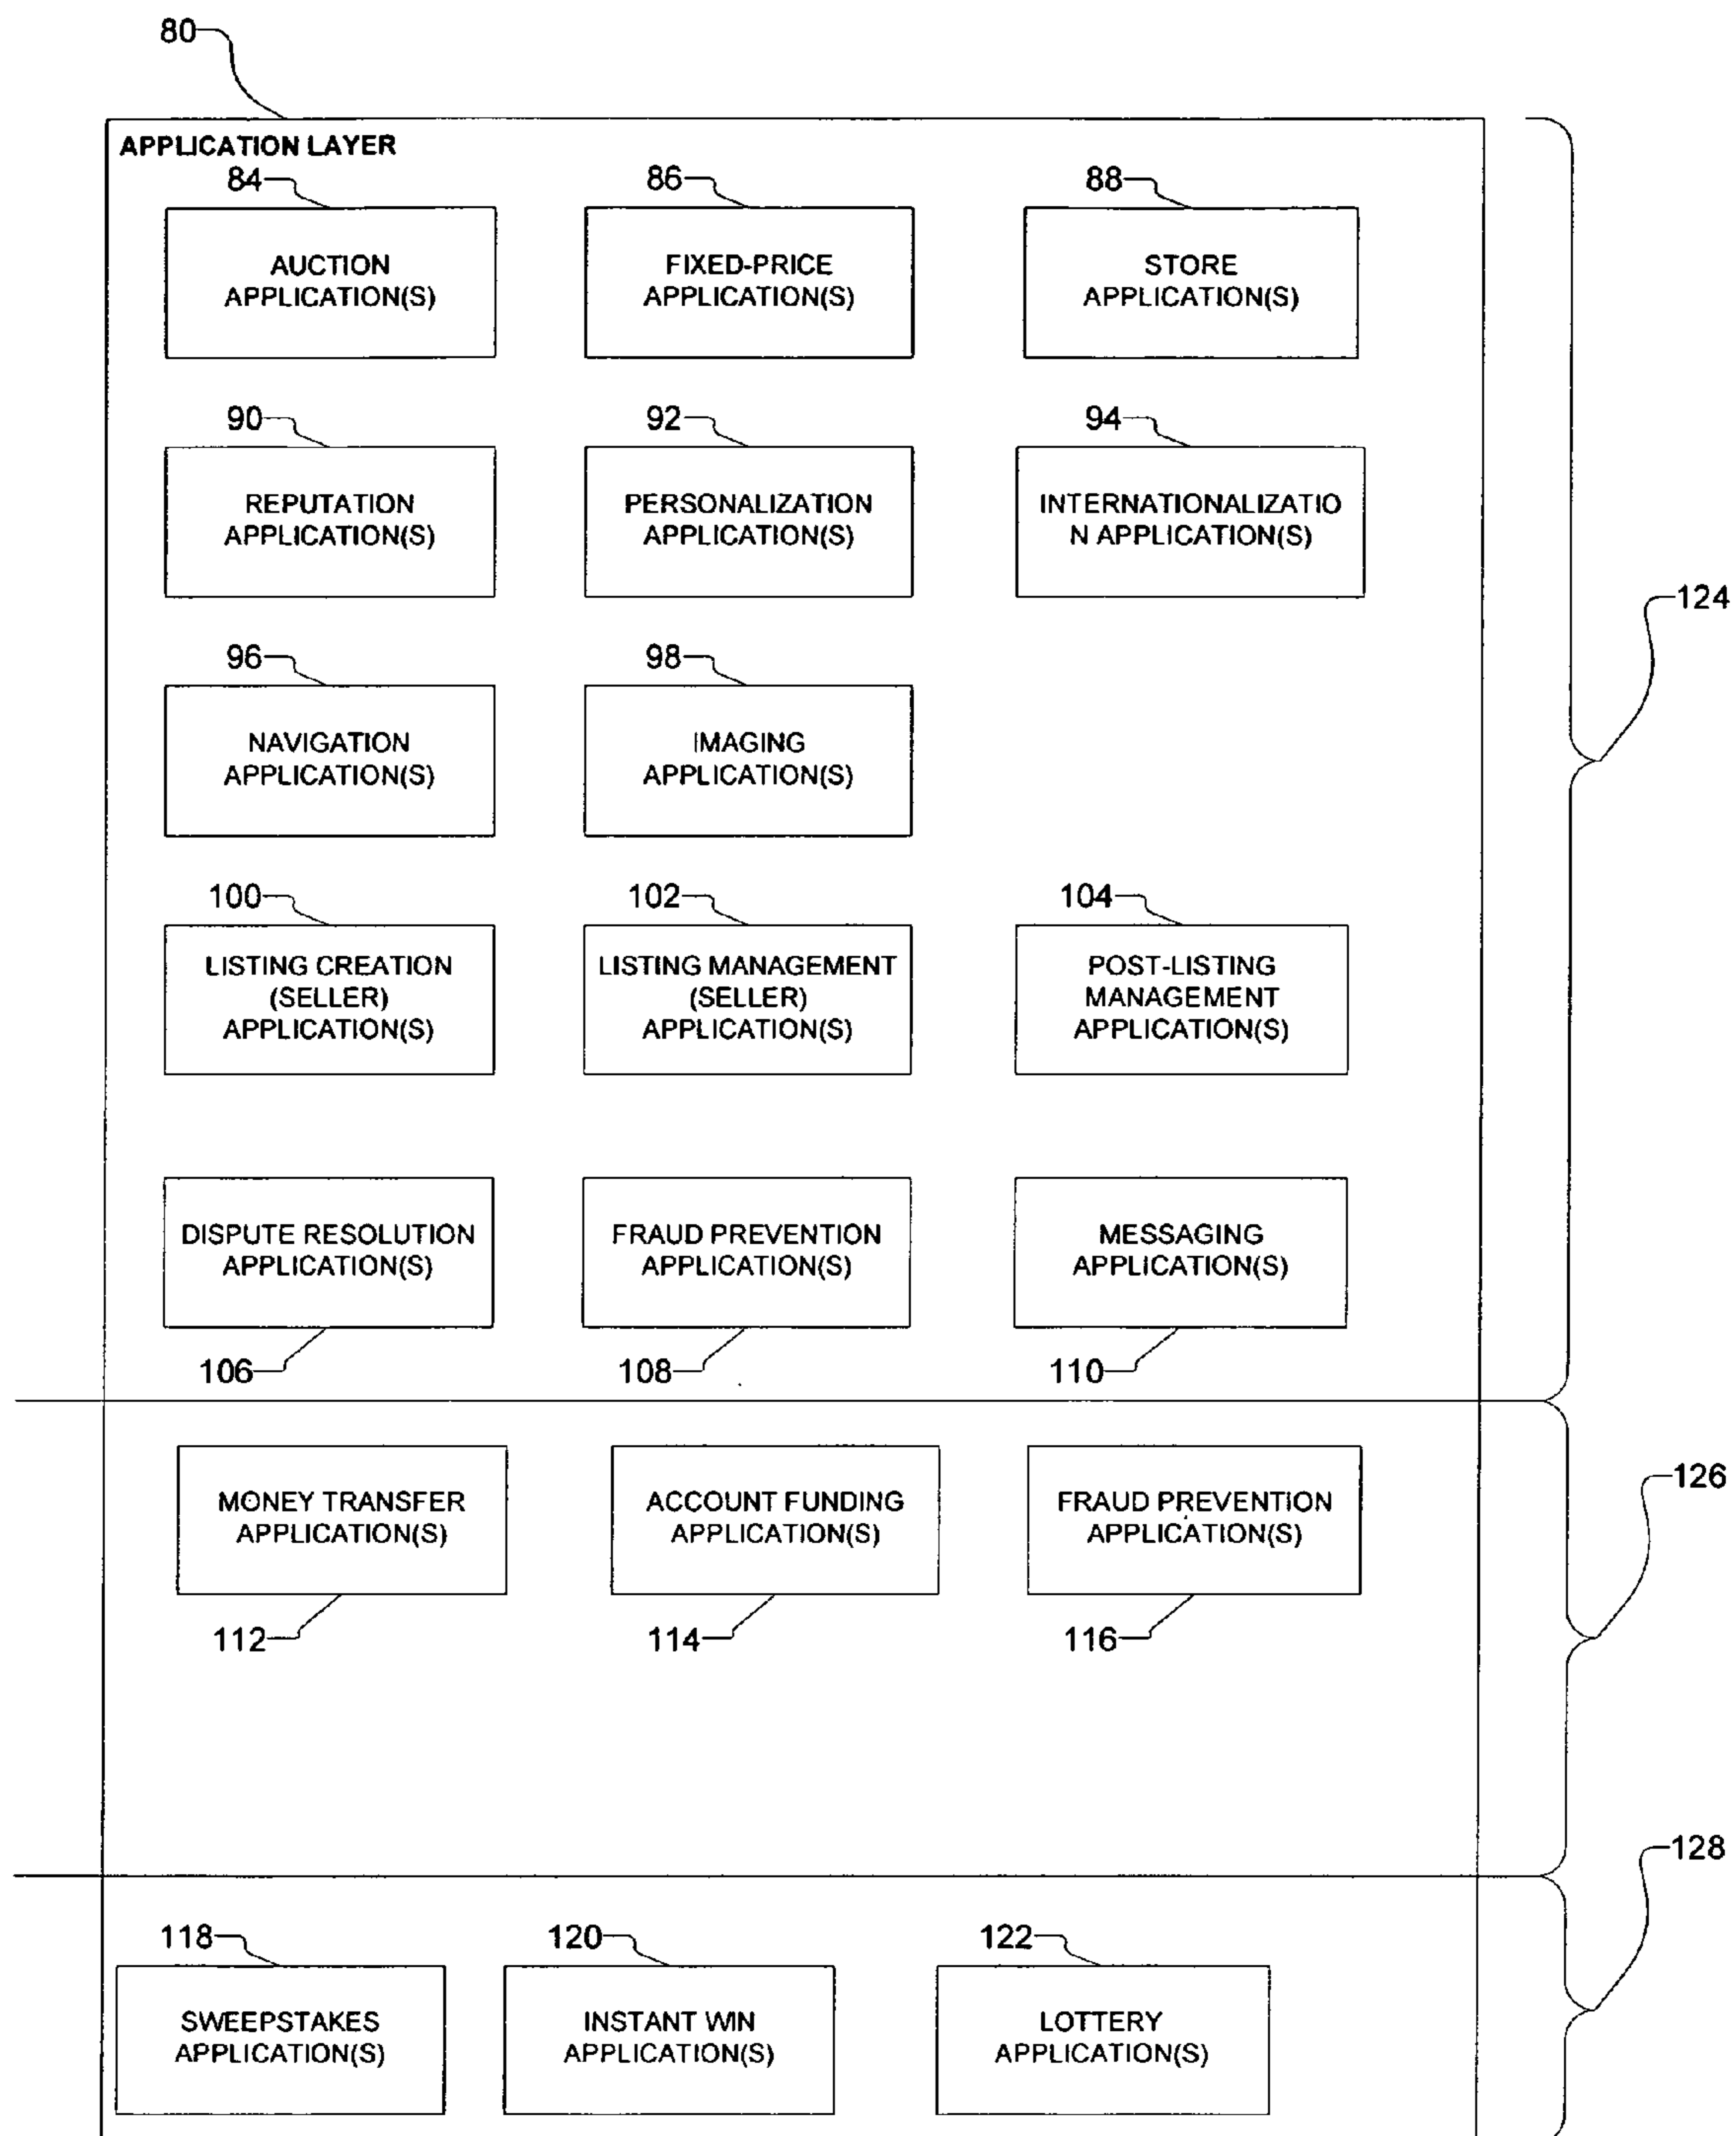 80
APPLICATION LAYER
84
86
88
AUCTION
APPLICATION(S)
FIXED-PRICE
APPLICATION(S)
STORE
APPLICATION(S)
90
92
94
REPUTATION
APPLICATION(S)
PERSONALIZATION
APPLICATION(S)
INTERNATIONALIZATIO
N APPLICATION(S)
124
96
98
NAVIGATION
APPLICATION(S)
IMAGING
APPLICATION(S)
100
102
104
LISTING CREATION
(SELLER)
APPLICATION(S)
LISTING MANAGEMENT
(SELLER)
APPLICATION(S)
POST-LISTING
MANAGEMENT
APPLICATION(S)
DISPUTE RESOLUTION
APPLICATION(S)
FRAUD PREVENTION
APPLICATION(S)
MESSAGING
APPLICATION(S)
106
108
110
126
MONEY TRANSFER
APPLICATION(S)
ACCOUNT FUNDING
APPLICATION(S)
FRAUD PREVENTION
APPLICATION(S)
112
114
116
128
118
120
122
SWEEPSTAKES
APPLICATION(S)
INSTANT WIN
APPLICATION(S)
LOTTERY
APPLICATION(S)